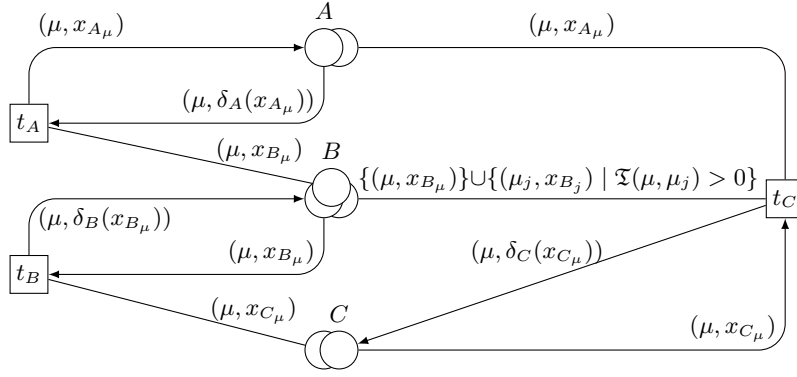 (μ, x_{A_μ})
A
(μ, x_{A_μ})
(μ, δ_A(x_{A_μ}))
t_A
(μ, x_{B_μ})
B
{(μ, x_{B_μ})}∪{(μ_j, x_{B_j}) | 𝔗(μ, μ_j) > 0}
t_C
(μ, δ_B(x_{B_μ}))
(μ, x_{B_μ})
(μ, δ_C(x_{C_μ}))
t_B
(μ, x_{C_μ})
C
(μ, x_{C_μ})